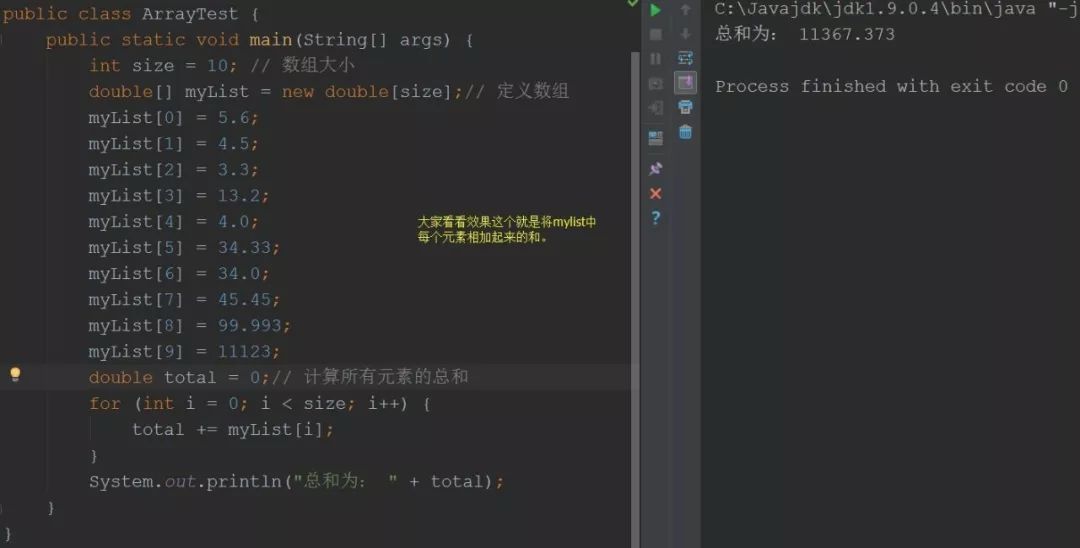 public class ArrayTest {
public static void main(String[] args) {
int size = 10; // 数组大小
double[] myList = new double[size];// 定义数组
myList[0] = 5.6;
myList[1] = 4.5;
myList[2] = 3.3;
myList[3] = 13.2;
myList[4] = 4.0;
myList[5] = 34.33;
myList[6] = 34.0;
myList[7] = 45.45;
myList[8] = 99.993;
myList[9] = 11123;
double total = 0;// 计算所有元素的总和
for (int i = 0; i < size; i++) {
total += myList[i];
}
System.out.println("总和为： " + total);
}
}
大家看看效果这个就是将mylist中
每个元素相加起来的和。
C:\Javajdk\jdk1.9.0.4\bin\java "-j
总和为： 11367.373
Process finished with exit code 0